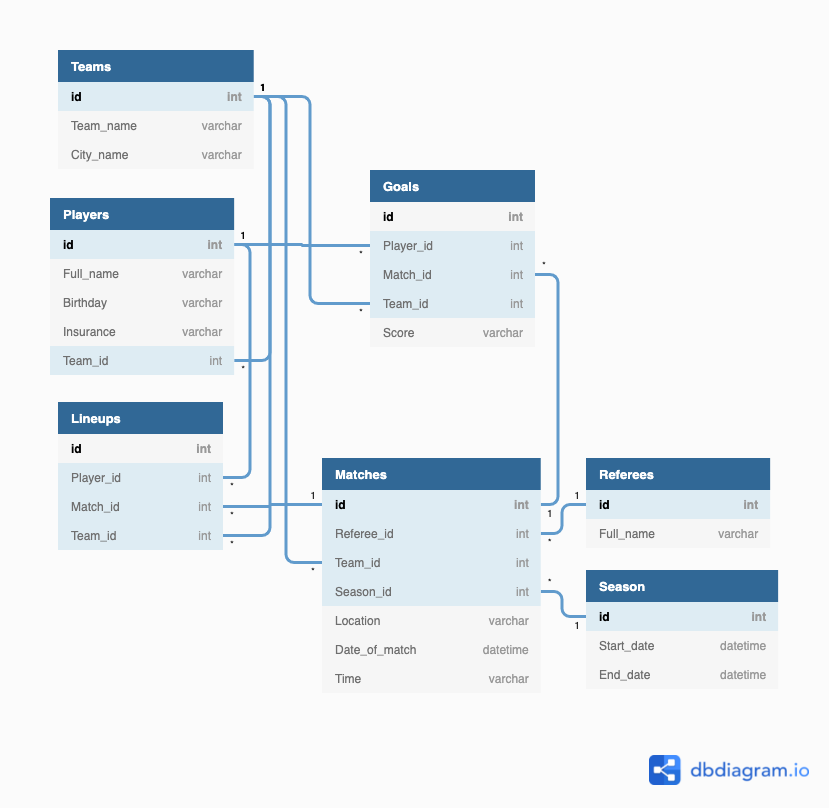 Teams
id int
Team_name varchar
City_name varchar
1
Players
id int
Full_name varchar
Birthday varchar
Insurance varchar
Team_id int
1
*
Goals
id int
Player_id int
Match_id int
Team_id int
Score varchar
*
*
*
Lineups
id int
Player_id int
Match_id int
Team_id int
*
*
*
Matches
id int
Referee_id int
Team_id int
Season_id int
Location varchar
Date_of_match datetime
Time varchar
1
1
*
*
*
Referees
id int
Full_name varchar
1
Season
id int
Start_date datetime
End_date datetime
1
dbdiagram.io